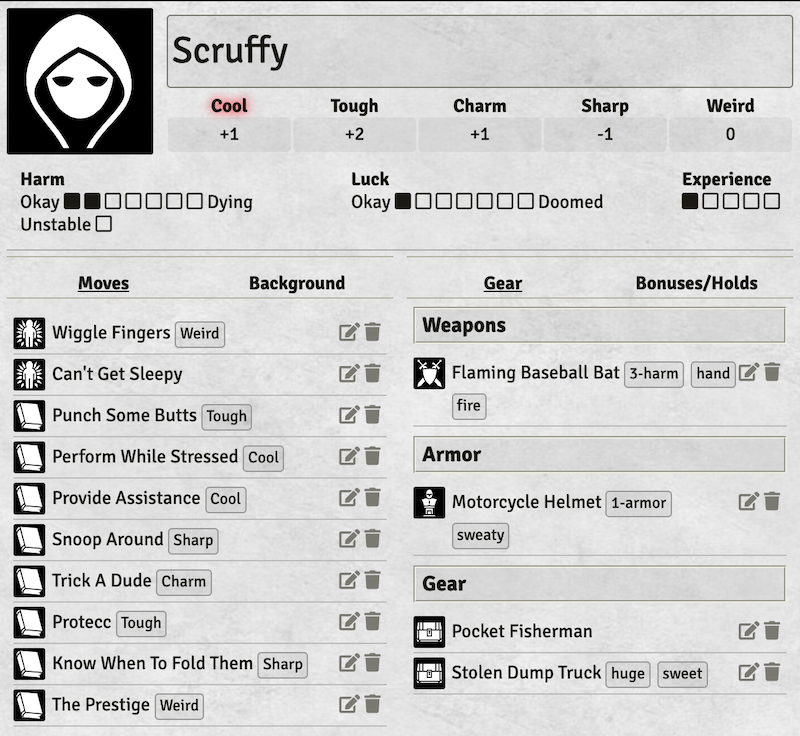 Scruffy
Cool Tough Charm Sharp Weird
+1 +2 +1 -1 0
Harm
Okay Dying
Unstable
Luck
Okay Doomed
Experience
Moves Background
Wiggle Fingers Weird
Can't Get Sleepy
Punch Some Butts Tough
Perform While Stressed Cool
Provide Assistance Cool
Snoop Around Sharp
Trick A Dude Charm
Protecc Tough
Know When To Fold Them Sharp
The Prestige Weird
Gear Bonuses/Holds
Weapons
Flaming Baseball Bat 3-harm hand
fire
Armor
Motorcycle Helmet 1-armor
sweaty
Gear
Pocket Fisherman
Stolen Dump Truck huge sweet